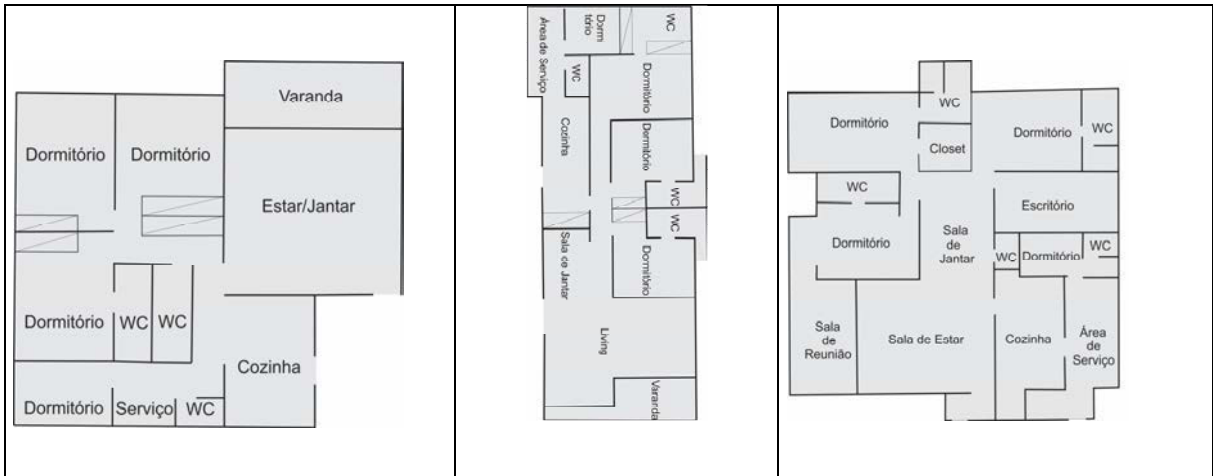 Varanda
Dormitório
Dormitório
Estar/Jantar
Dormitório
WC
WC
Cozinha
Dormitório
Serviço
WC
Área de Serviço
Dorm
tório
WC
WC
Dormitório
Cozinha
Dermitório
WC
WC
Sala de Jantar
Dormitório
Living
Varanda
WC
Dormitório
Closet
Dormitório
WC
WC
Dormitório
Escritório
Sala
de
Jantar
WC
Dormitório
WC
Sala
de
Reunião
Sala de Estar
Cozinha
Área
de
Serviço